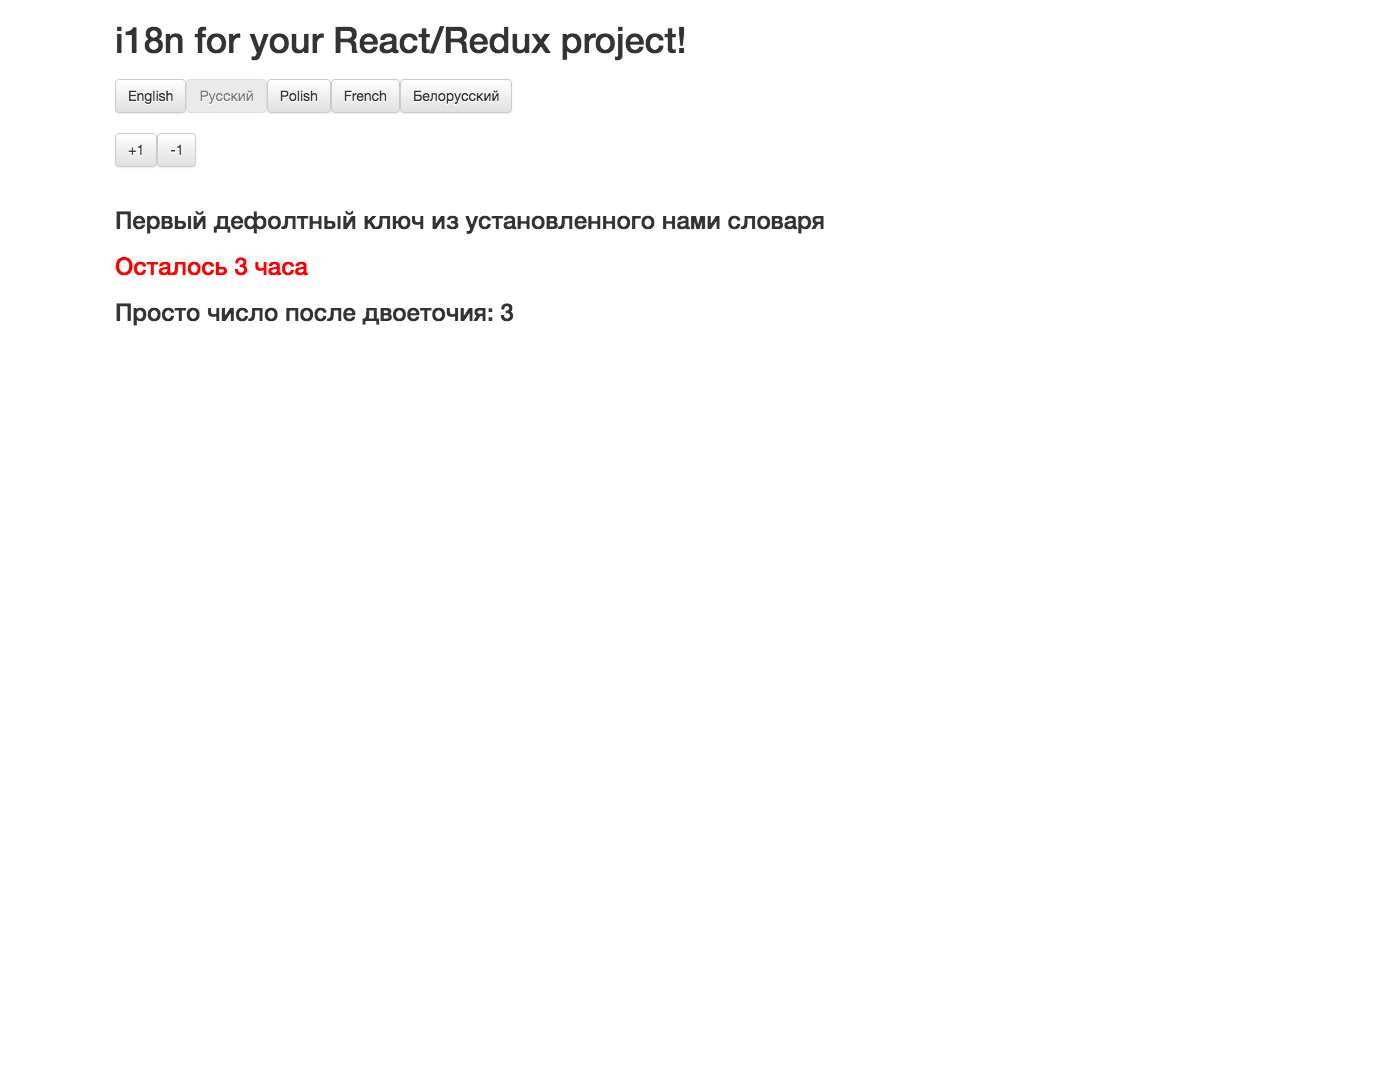 i18n for your React/Redux project!
English Русский Polish French Белорусский
+1 -1
Первый дефолтный ключ из установленного нами словаря
Осталось 3 часа
Просто число после двоеточия: 3